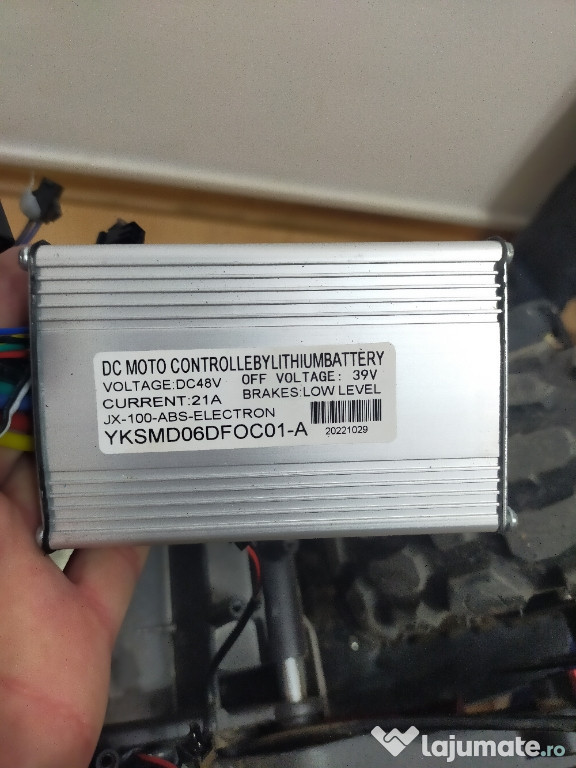 DC MOTO CONTROLLEBYLITHIUMBATTERY
VOLTAGE:DC48V OFF VOLTAGE: 39V
CURRENT:21A BRAKES:LOW LEVEL
JX-100-ABS-ELECTRON
YKSMD06DFOC01-A 20221029
Lajumate.ro